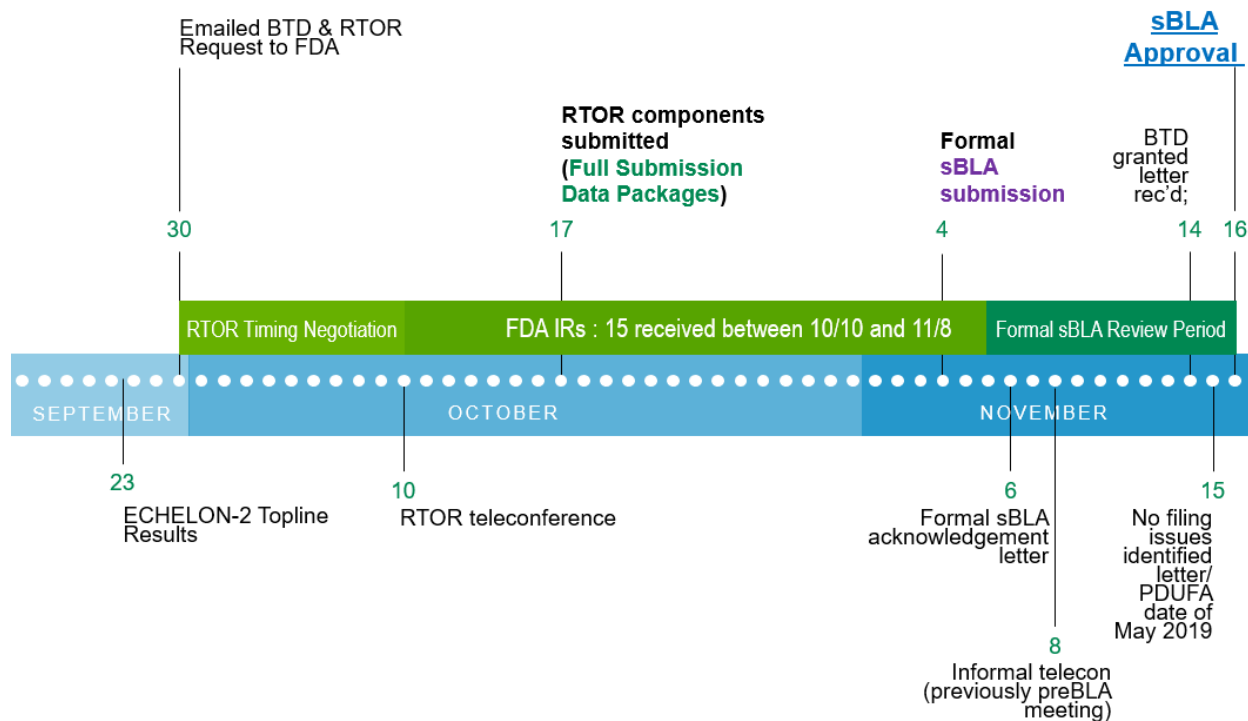 Emailed BTD & RTOR
Request to FDA
sBLA
Approval
RTOR components
submitted
(Full Submission
Data Packages)
Formal
sBLA
submission
BTD
granted
letter
rec'd;
30
17
4
14
16
RTOR Timing Negotiation
FDA IRs : 15 received between 10/10 and 11/8
Formal sBLA Review Period
SEPTEMBER
OCTOBER
NOVEMBER
23
ECHELON-2 Topline
Results
10
RTOR teleconference
6
Formal sBLA
acknowledgement
letter
8
Informal telecon
(previously preBLA
meeting)
15
No filing
issues
identified
letter/
PDUFA
date of
May 2019